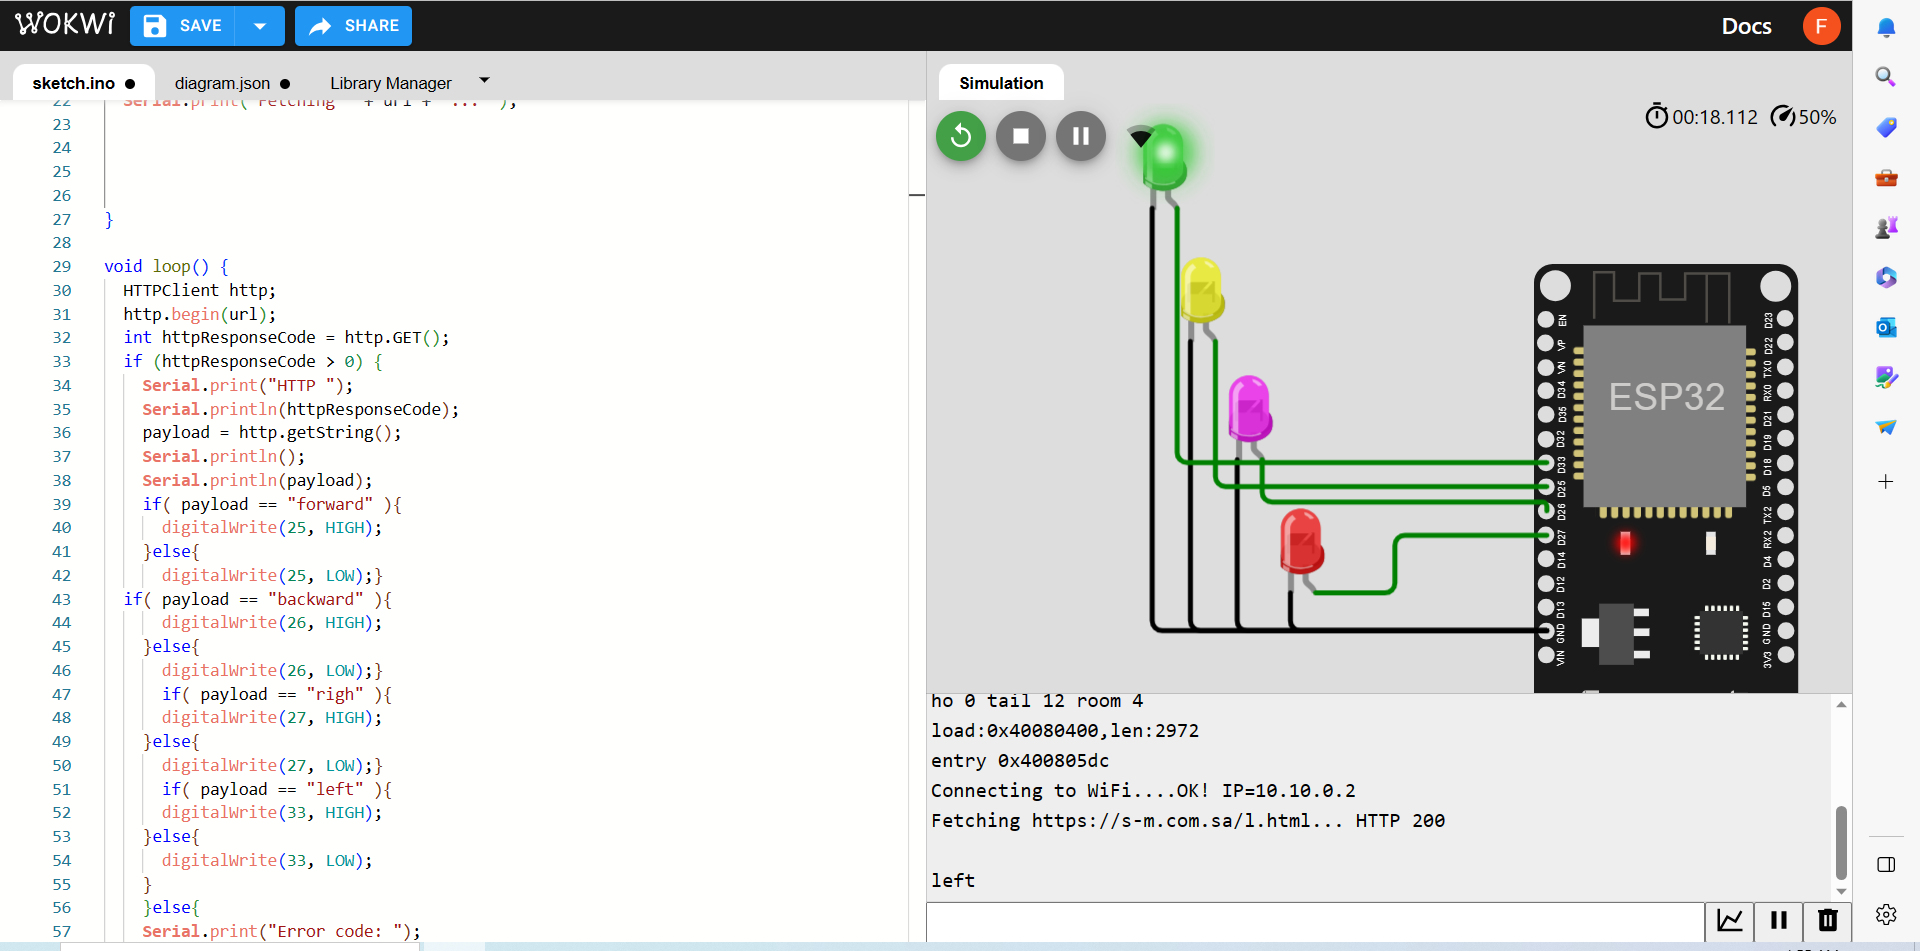 WOKWI
SAVE
SHARE
Docs
F
sketch.ino ●
diagram.json ●
Library Manager
Simulation
00:18.112
50%
22 Serial.print("Fetching " + url + "... ");
23
24
25
26
27 }
28
29 void loop() {
30 HTTPClient http;
31 http.begin(url);
32 int httpResponseCode = http.GET();
33 if (httpResponseCode > 0) {
34 Serial.print("HTTP ");
35 Serial.println(httpResponseCode);
36 payload = http.getString();
37 Serial.println();
38 Serial.println(payload);
39 if( payload == "forward" ){
40 digitalWrite(25, HIGH);
41 }else{
42 digitalWrite(25, LOW);}
43 if( payload == "backward" ){
44 digitalWrite(26, HIGH);
45 }else{
46 digitalWrite(26, LOW);}
47 if( payload == "righ" ){
48 digitalWrite(27, HIGH);
49 }else{
50 digitalWrite(27, LOW);}
51 if( payload == "left" ){
52 digitalWrite(33, HIGH);
53 }else{
54 digitalWrite(33, LOW);
55 }
56 }else{
57 Serial.print("Error code: ");
ESP32
EN
VP
VN
D34
D35
D32
D33
D25
D26
D27
D14
D12
D13
GND
VIN
D23
D22
TX0
RX0
D21
D19
D18
D5
TX2
RX2
D4
D2
D15
GND
3V3
ho 0 tail 12 room 4
load:0x40080400,len:2972
entry 0x400805dc
Connecting to WiFi....OK! IP=10.10.0.2
Fetching https://s-m.com.sa/l.html... HTTP 200
left